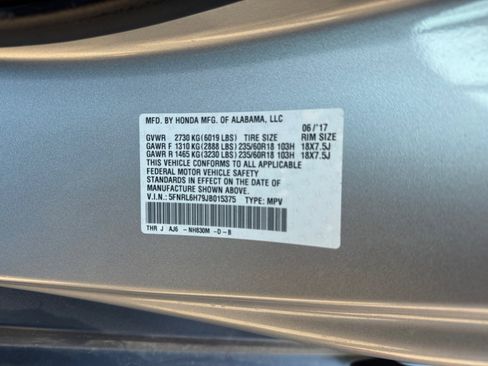 MFD. BY HONDA MFG. OF ALABAMA, LLC 06/'17
GVWR 2730 KG(6019 LBS) TIRE SIZE RIM SIZE
GAWR F 1310 KG(2888 LBS) 235/60R18 103H 18X7.5J
GAWR R 1465 KG(3230 LBS) 235/60R18 103H 18X7.5J
THIS VEHICLE CONFORMS TO ALL APPLICABLE
FEDERAL MOTOR VEHICLE SAFETY
STANDARDS IN EFFECT ON THE DATE OF
MANUFACTURE SHOWN ABOVE.
V.I.N.: 5FNRL6H79JB015375 TYPE: MPV
THR J AJ6 -NH830M -D -B